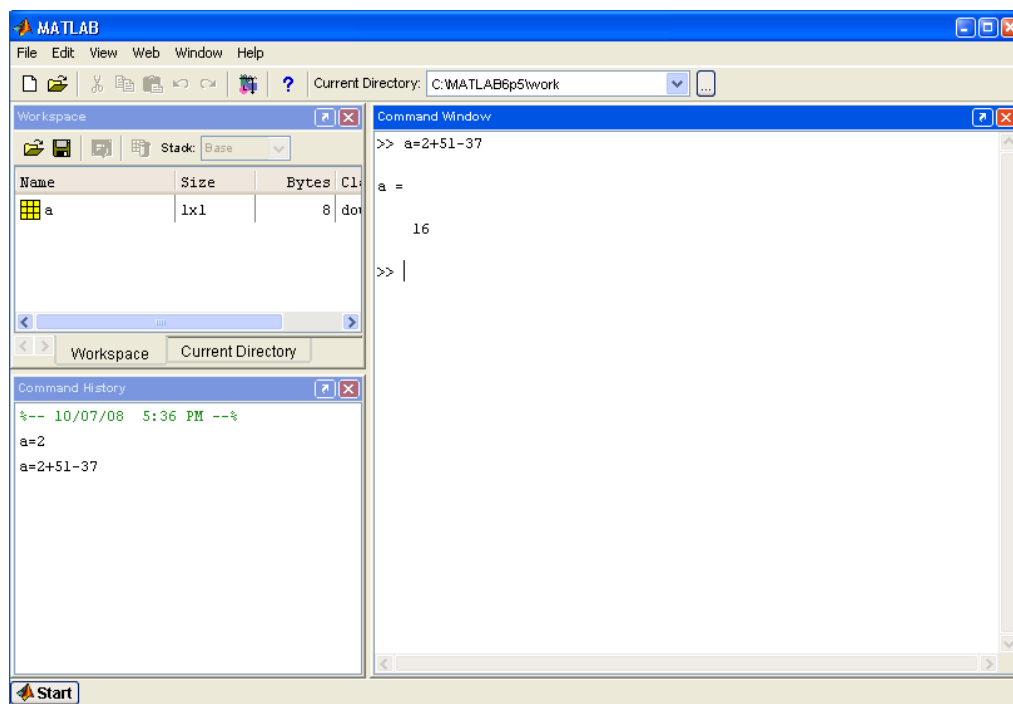 MATLAB
File Edit View Web Window Help
? Current Directory: C:\MATLAB6p5\work ...
Workspace
Stack: Base
Name Size Bytes Cla
a 1x1 8 dou
Workspace Current Directory
Command History
%-- 10/07/08 5:36 PM --%
a=2
a=2+51-37
Command Window
>> a=2+51-37
a =
16
>>
Start